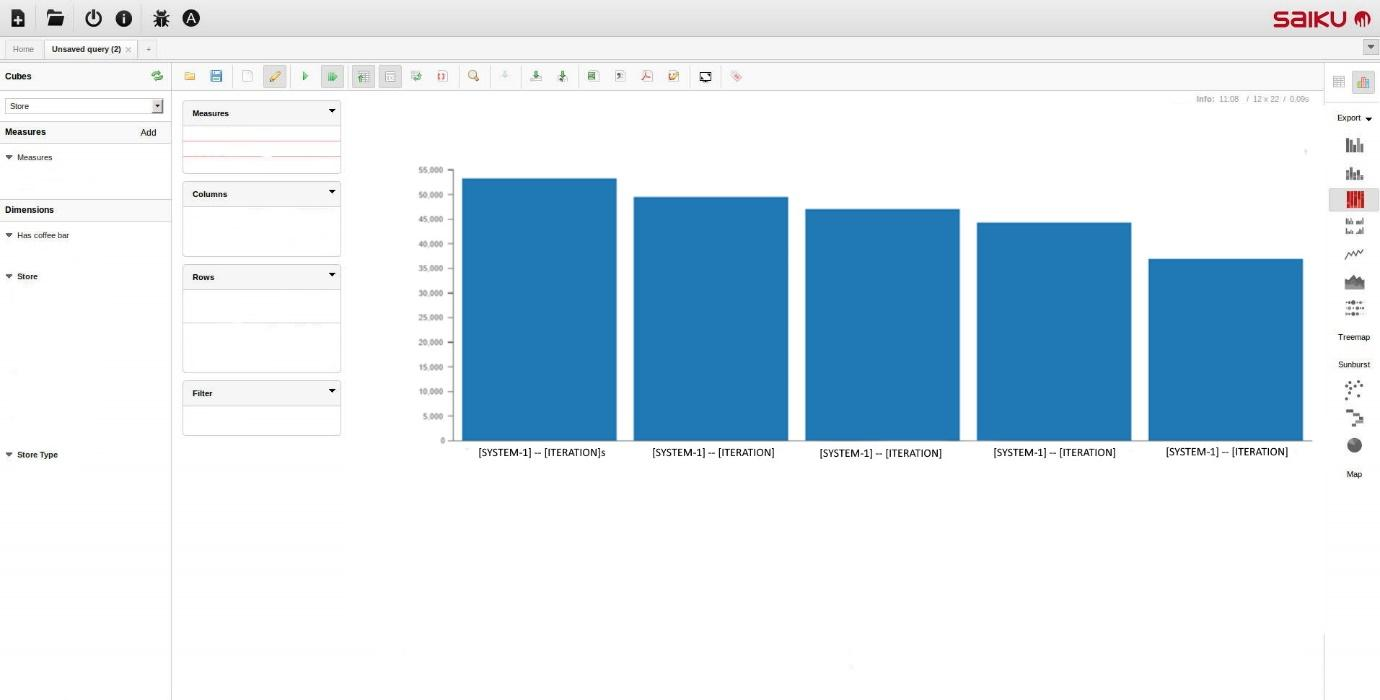 SAIKU
Home
Unsaved query (2)
Cubes
Store
Measures Add
Measures
Dimensions
Has coffee bar
Store
Store Type
Measures
Columns
Rows
Filter
Info: 11:08 / 12 x 22 / 0.09s
55,000
50,000
45,000
40,000
35,000
30,000
25,000
20,000
15,000
10,000
5,000
0
[SYSTEM-1] -- [ITERATION]s
[SYSTEM-1] -- [ITERATION]
[SYSTEM-1] -- [ITERATION]
[SYSTEM-1] -- [ITERATION]
[SYSTEM-1] -- [ITERATION]
Export
Treemap
Sunburst
Map